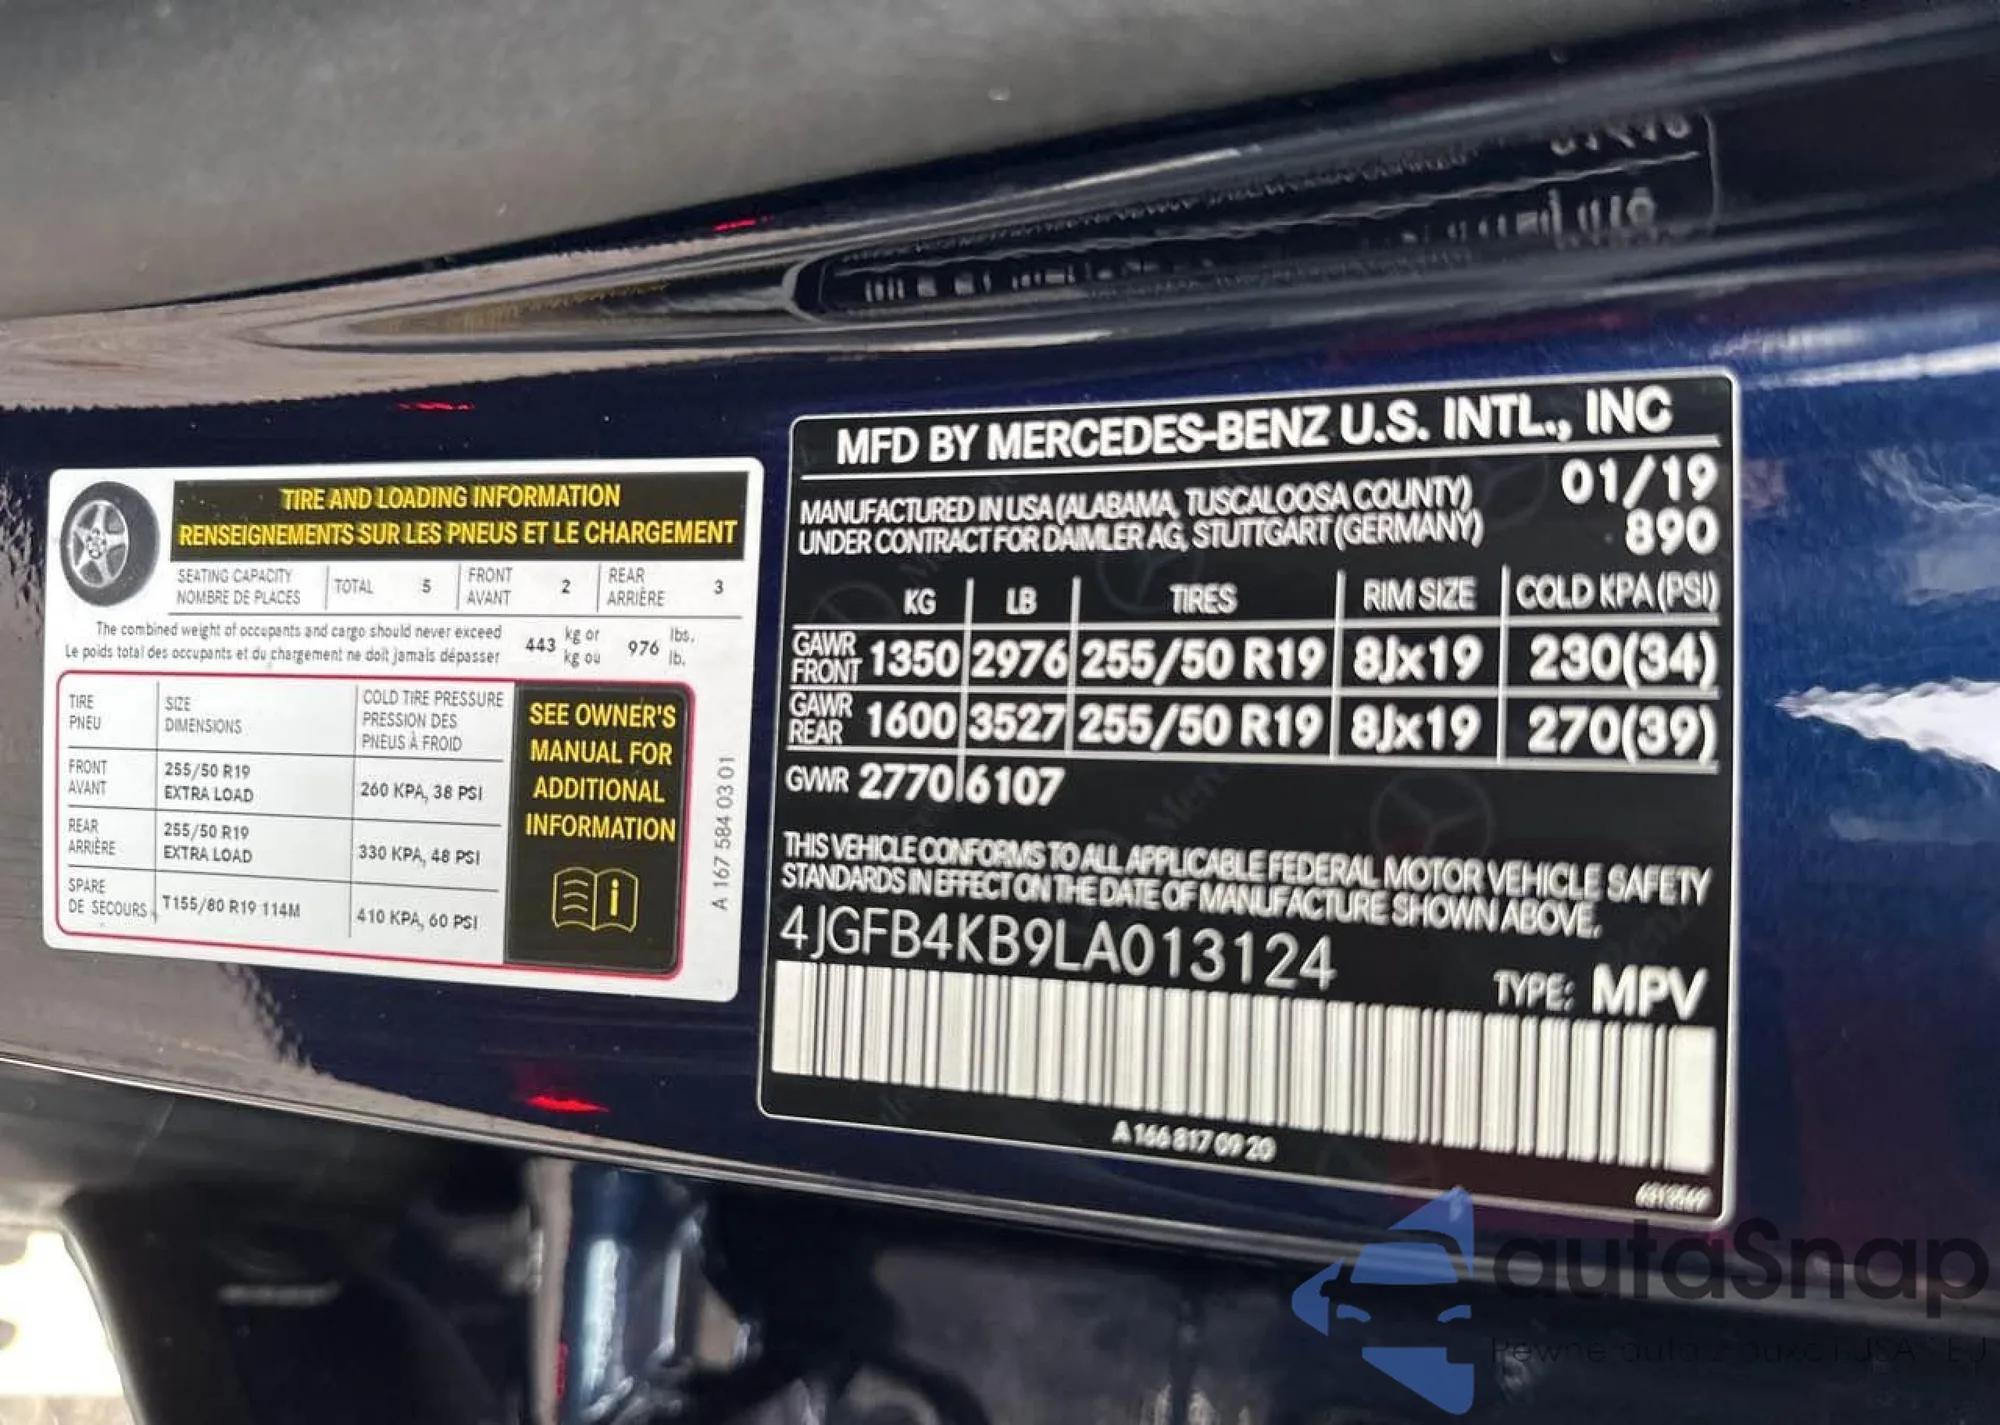 TIRE AND LOADING INFORMATION
RENSEIGNEMENTS SUR LES PNEUS ET LE CHARGEMENT
SEATING CAPACITY
NOMBRE DE PLACES
TOTAL 5
FRONT
AVANT
2
REAR
ARRIÈRE
3
The combined weight of occupants and cargo should never exceed
Le poids total des occupants et du chargement ne doit jamais dépasser
443 kg or
kg ou
976 lbs.
lb.
TIRE
PNEU
SIZE
DIMENSIONS
COLD TIRE PRESSURE
PRESSION DES
PNEUS À FROID
FRONT
AVANT
255/50 R19
EXTRA LOAD
260 KPA, 38 PSI
REAR
ARRIÈRE
255/50 R19
EXTRA LOAD
330 KPA, 48 PSI
SPARE
DE SECOURS
T155/80 R19 114M
410 KPA, 60 PSI
SEE OWNER'S
MANUAL FOR
ADDITIONAL
INFORMATION
A 167 584 03 01
MFD BY MERCEDES-BENZ U.S. INTL., INC
MANUFACTURED IN USA (ALABAMA, TUSCALOOSA COUNTY)
UNDER CONTRACT FOR DAIMLER AG, STUTTGART (GERMANY)
01/19
890
KG LB TIRES RIM SIZE COLD KPA (PSI)
GAWR
FRONT
1350 2976 255/50 R19 8Jx19 230(34)
GAWR
REAR
1600 3527 255/50 R19 8Jx19 270(39)
GVWR 2770 6107
THIS VEHICLE CONFORMS TO ALL APPLICABLE FEDERAL MOTOR VEHICLE SAFETY
STANDARDS IN EFFECT ON THE DATE OF MANUFACTURE SHOWN ABOVE.
4JGFB4KB9LA013124
TYPE: MPV
A 166 817 09 20
autaSnap